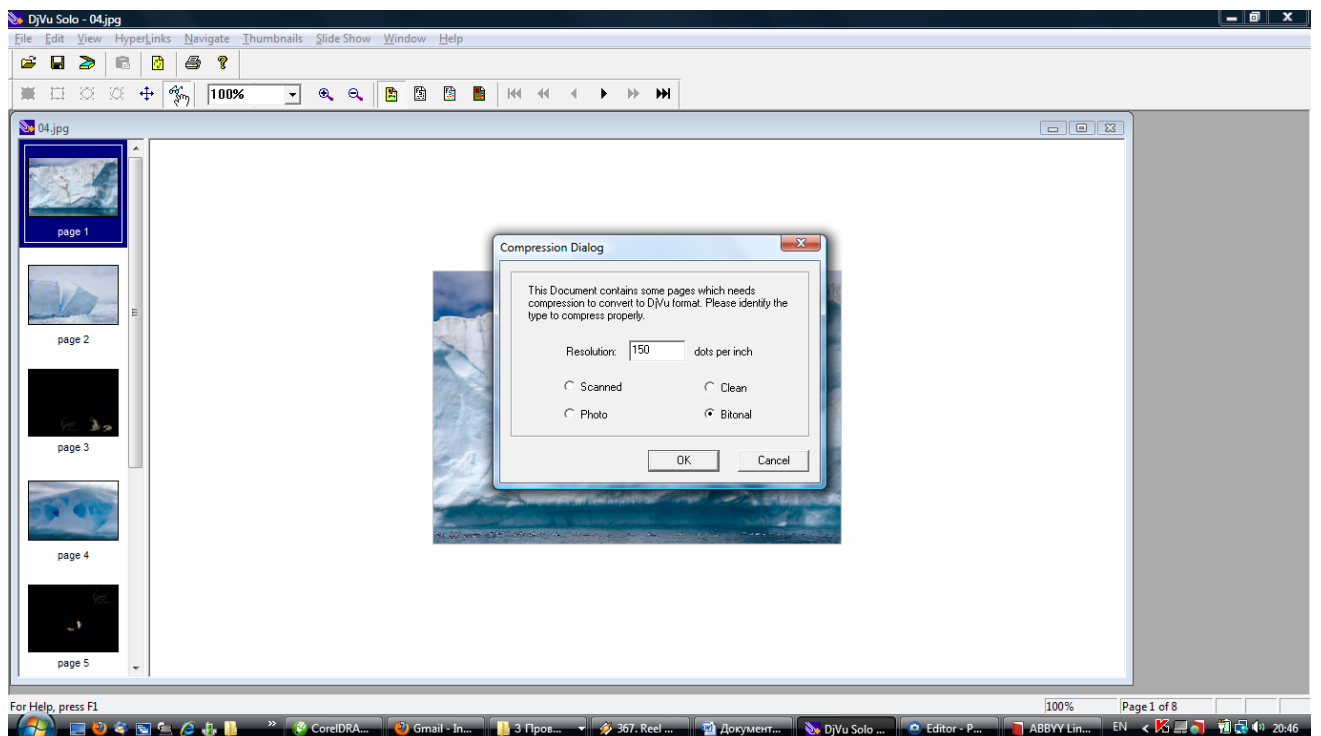 DjVu Solo - 04.jpg
File Edit View HyperLinks Navigate Thumbnails Slide Show Window Help
100%
04.jpg
page 1
page 2
page 3
page 4
page 5
Compression Dialog
This Document contains some pages which needs
compression to convert to DjVu format. Please identify the
type to compress properly.
Resolution: 150 dots per inch
Scanned Clean
Photo Bitonal
OK Cancel
For Help, press F1 100% Page 1 of 8
CorelDRA... Gmail - In... 3 Пров... 367. Reel ... Документ... DjVu Solo ... Editor - P... ABBYY Lin... EN 20:46